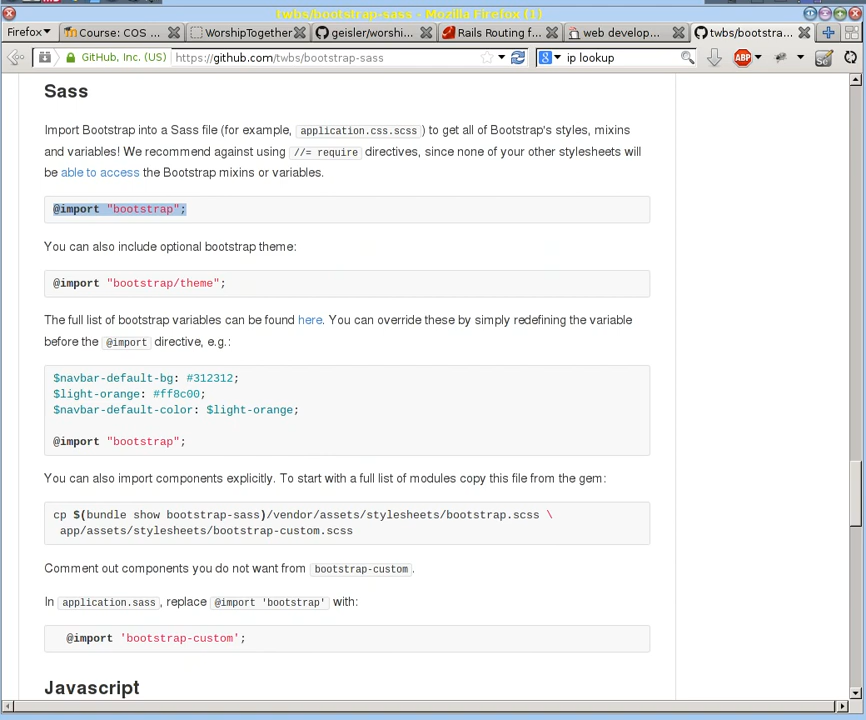 twbs/bootstrap-sass - Mozilla Firefox (1)
Firefox
Course: COS ...
WorshipTogether
geisler/worshi...
Rails Routing f...
web develop...
twbs/bootstra...
GitHub, Inc. (US)
https://github.com/twbs/bootstrap-sass
8
ip lookup
ABP
Sass
Import Bootstrap into a Sass file (for example, application.css.scss) to get all of Bootstrap's styles, mixins
and variables! We recommend against using //= require directives, since none of your other stylesheets will
be able to access the Bootstrap mixins or variables.
@import "bootstrap";
You can also include optional bootstrap theme:
@import "bootstrap/theme";
The full list of bootstrap variables can be found here. You can override these by simply redefining the variable
before the @import directive, e.g.:
$navbar-default-bg: #312312;
$light-orange: #ff8c00;
$navbar-default-color: $light-orange;
@import "bootstrap";
You can also import components explicitly. To start with a full list of modules copy this file from the gem:
cp $(bundle show bootstrap-sass)/vendor/assets/stylesheets/bootstrap.scss \
app/assets/stylesheets/bootstrap-custom.scss
Comment out components you do not want from bootstrap-custom.
In application.sass, replace @import 'bootstrap' with:
@import 'bootstrap-custom';
Javascript